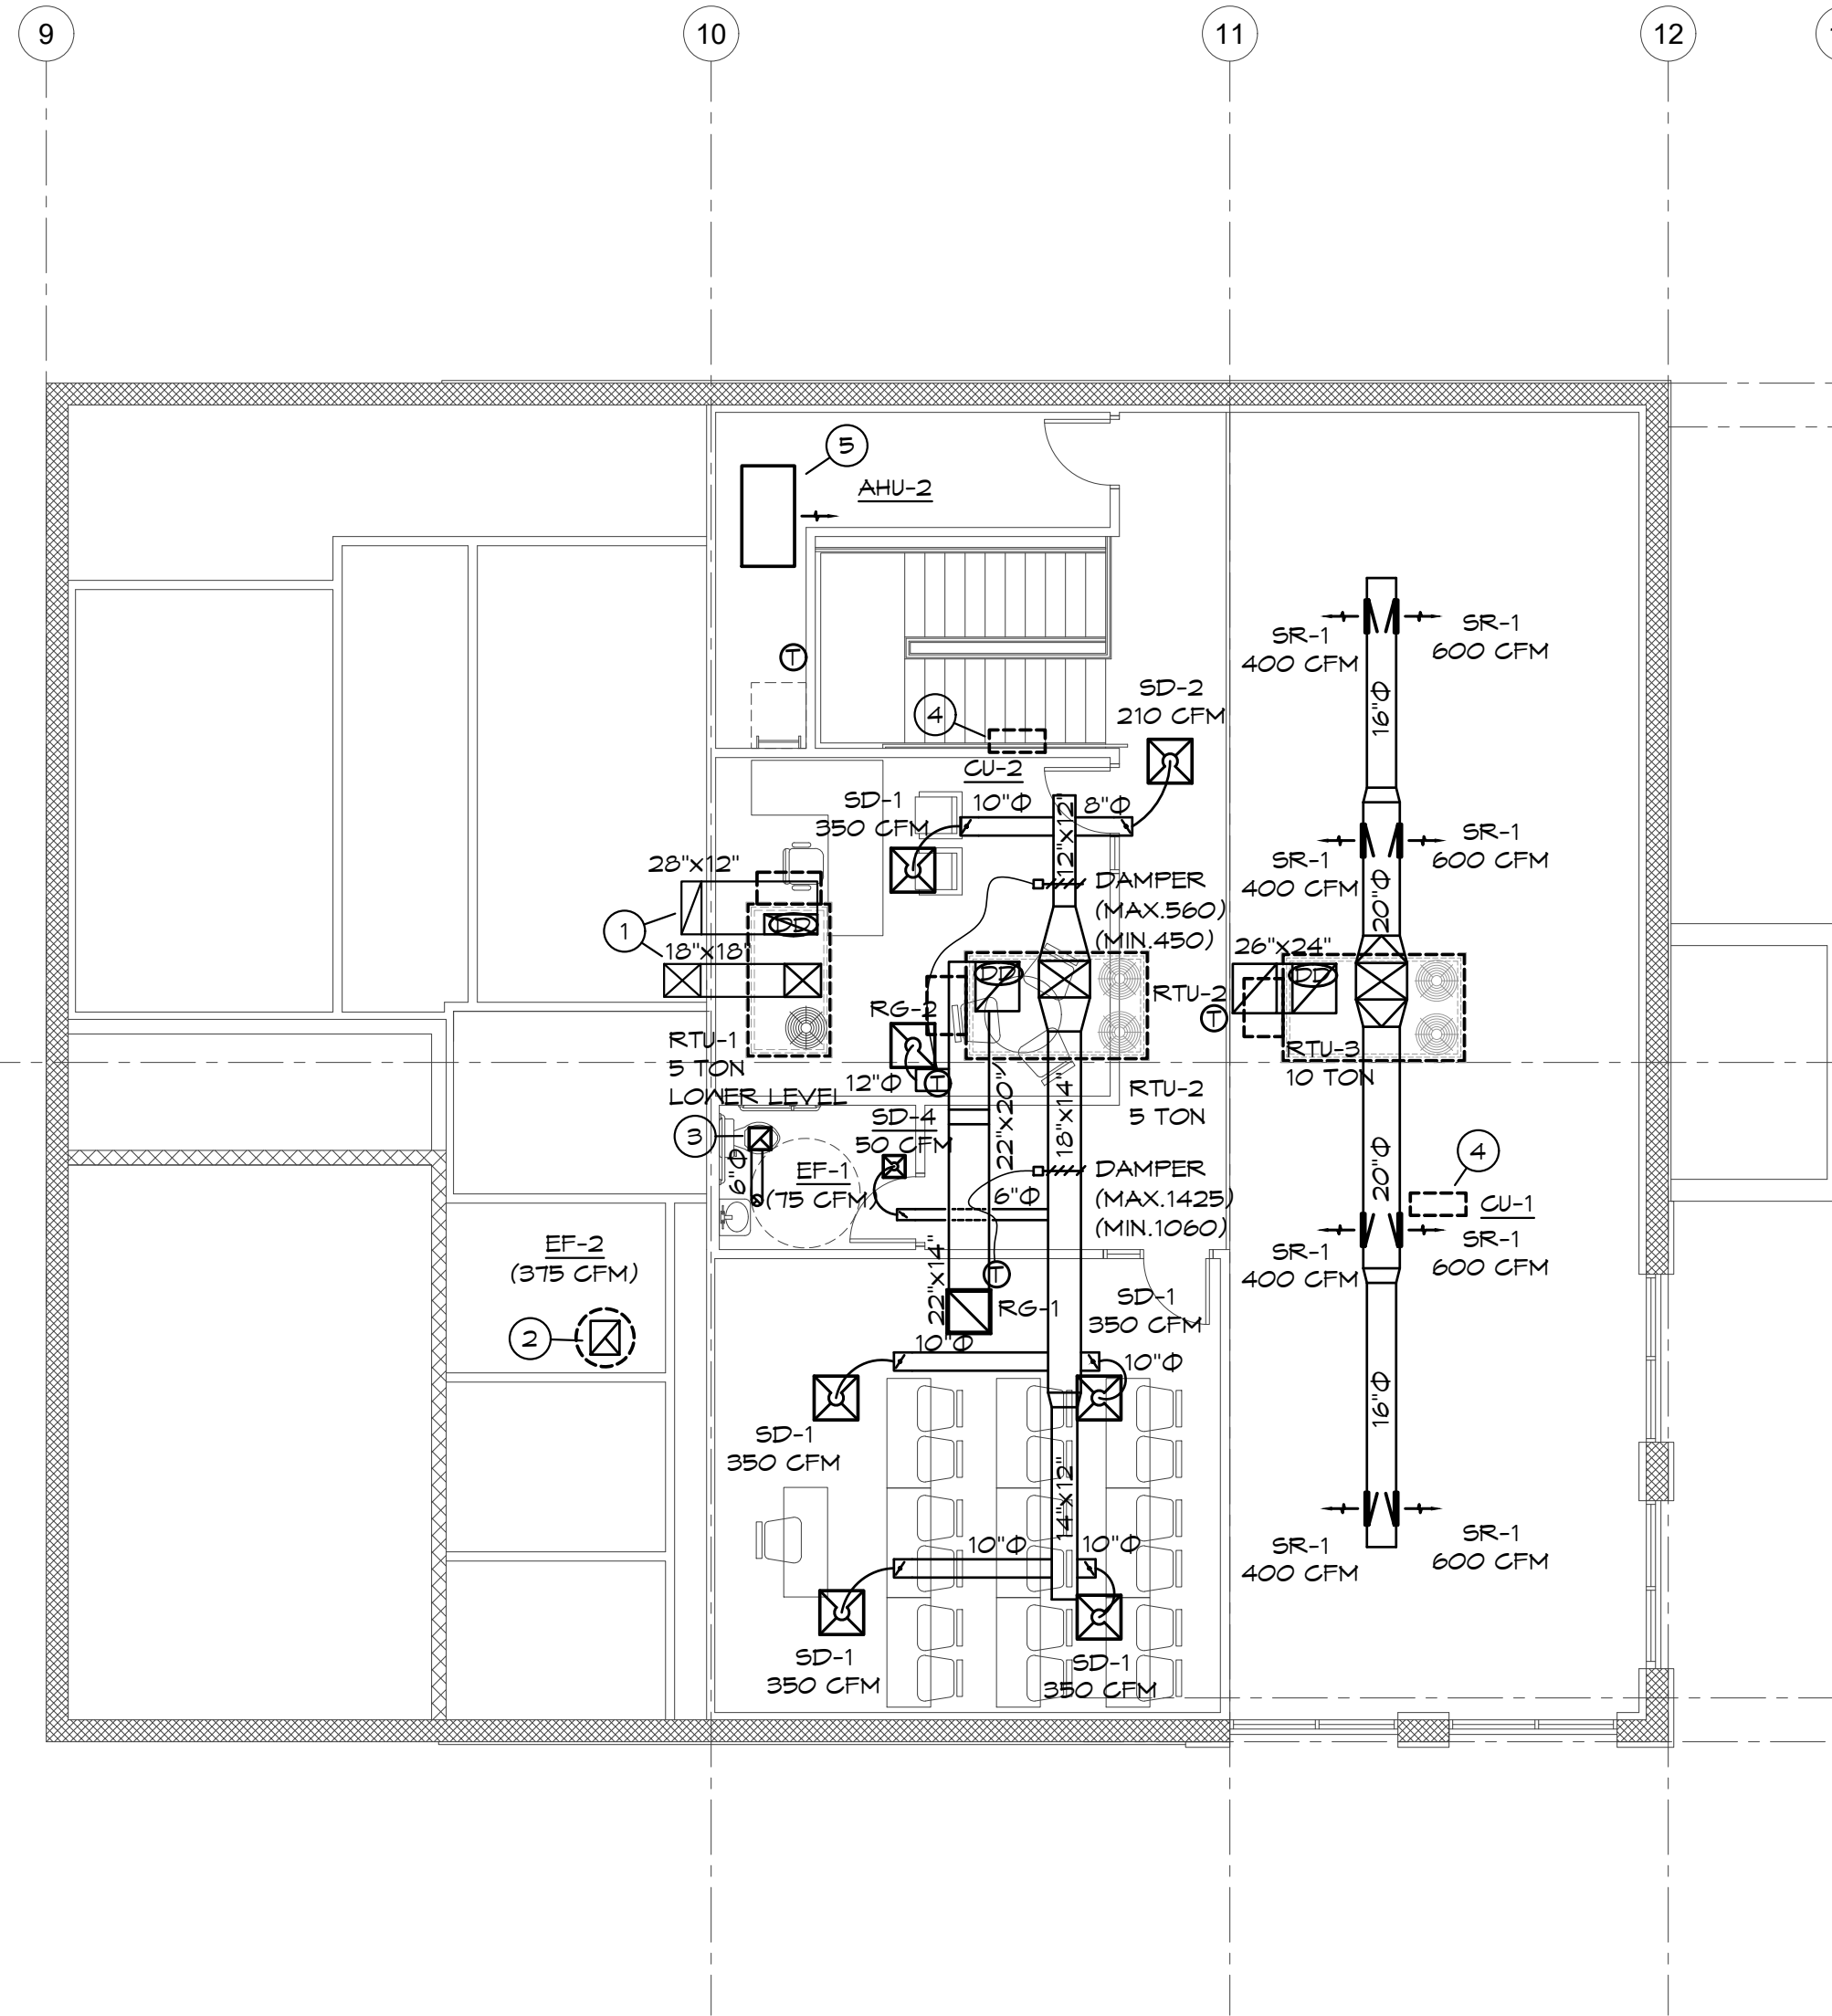 9
10
11
12
5
AHU-2
T
4
CU-2
SD-2
210 CFM
SR-1
400 CFM
SR-1
600 CFM
16"Φ
SD-1
350 CFM
10"Φ
12"x12"
8"Φ
SR-1
400 CFM
SR-1
600 CFM
20"Φ
28"x12"
DAMPER
(MAX.560)
(MIN.450)
1
DD
18"x18"
DD
26"x24"
DD
RTU-2
T
RG-2
RTU-1
5 TON
LOWER LEVEL
12"Φ
T
22"x20"
18"x14"
RTU-2
5 TON
RTU-3
10 TON
3
6"Φ
SD-4
50 CFM
EF-1
(75 CFM)
6"Φ
DAMPER
(MAX.1425)
(MIN.1060)
20"Φ
4
CU-1
SR-1
400 CFM
SR-1
600 CFM
EF-2
(375 CFM)
2
22"x14"
T
RG-1
SD-1
350 CFM
10"Φ
10"Φ
16"Φ
SD-1
350 CFM
14"x12"
10"Φ
10"Φ
SR-1
400 CFM
SR-1
600 CFM
SD-1
350 CFM
SD-1
350 CFM